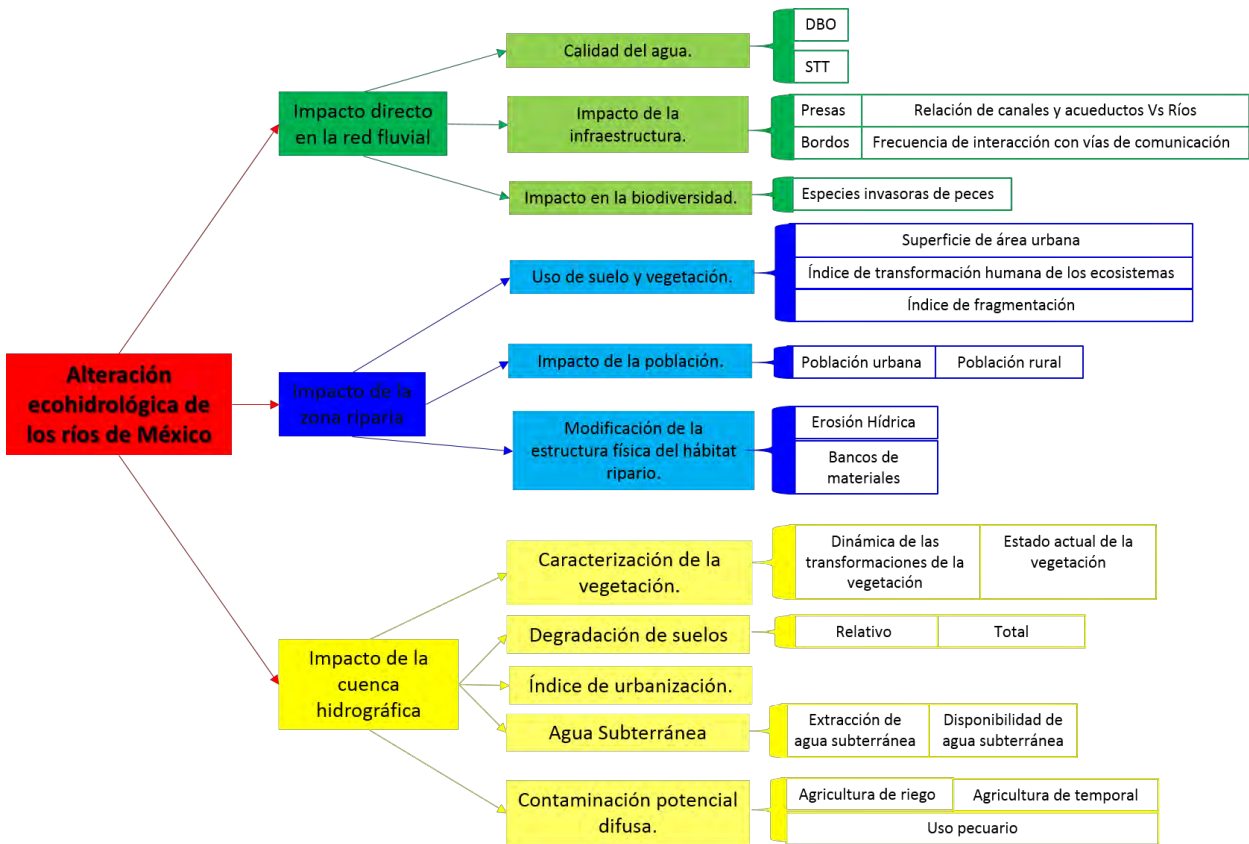 Alteración
ecohidrológica de
los ríos de México
Impacto directo
en la red fluvial
Calidad del agua.
DBO
STT
Impacto de la
infraestructura.
Presas
Relación de canales y acueductos Vs Ríos
Bordos
Frecuencia de interacción con vías de comunicación
Impacto en la biodiversidad.
Especies invasoras de peces
Impacto de la
zona riparia
Uso de suelo y vegetación.
Superficie de área urbana
Índice de transformación humana de los ecosistemas
Índice de fragmentación
Impacto de la población.
Población urbana
Población rural
Modificación de la
estructura física del hábitat
ripario.
Erosión Hídrica
Bancos de
materiales
Impacto de la
cuenca
hidrográfica
Caracterización de la
vegetación.
Dinámica de las
transformaciones de la
vegetación
Estado actual de la
vegetación
Degradación de suelos
Relativo
Total
Índice de urbanización.
Agua Subterránea
Extracción de
agua subterránea
Disponibilidad de
agua subterránea
Contaminación potencial
difusa.
Agricultura de riego
Agricultura de temporal
Uso pecuario